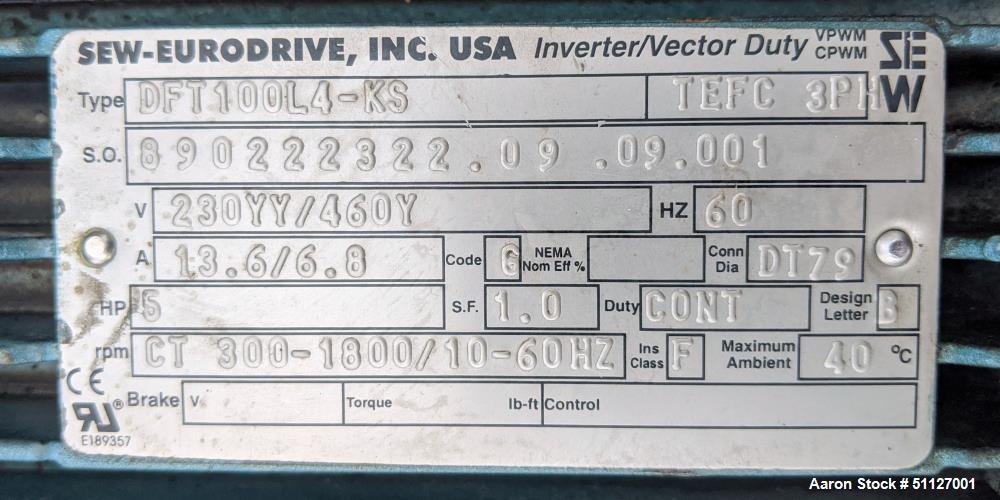 SEW-EURODRIVE, INC. USA Inverter/Vector Duty VPWM CPWM SEW
Type DFT100L4-KS TEFC 3PH
S.O. 890222322.09.09.001
V 230YY/460Y HZ 60
A 13.6/6.8 Code G NEMA Nom Eff % Conn Dia DT79
HP 5 S.F. 1.0 Duty CONT Design Letter B
rpm CT 300-1800/10-60HZ Ins Class F Maximum Ambient 40 °C
CE
Brake V Torque lb-ft Control
RU ®
E189357
Aaron Stock # 51127001